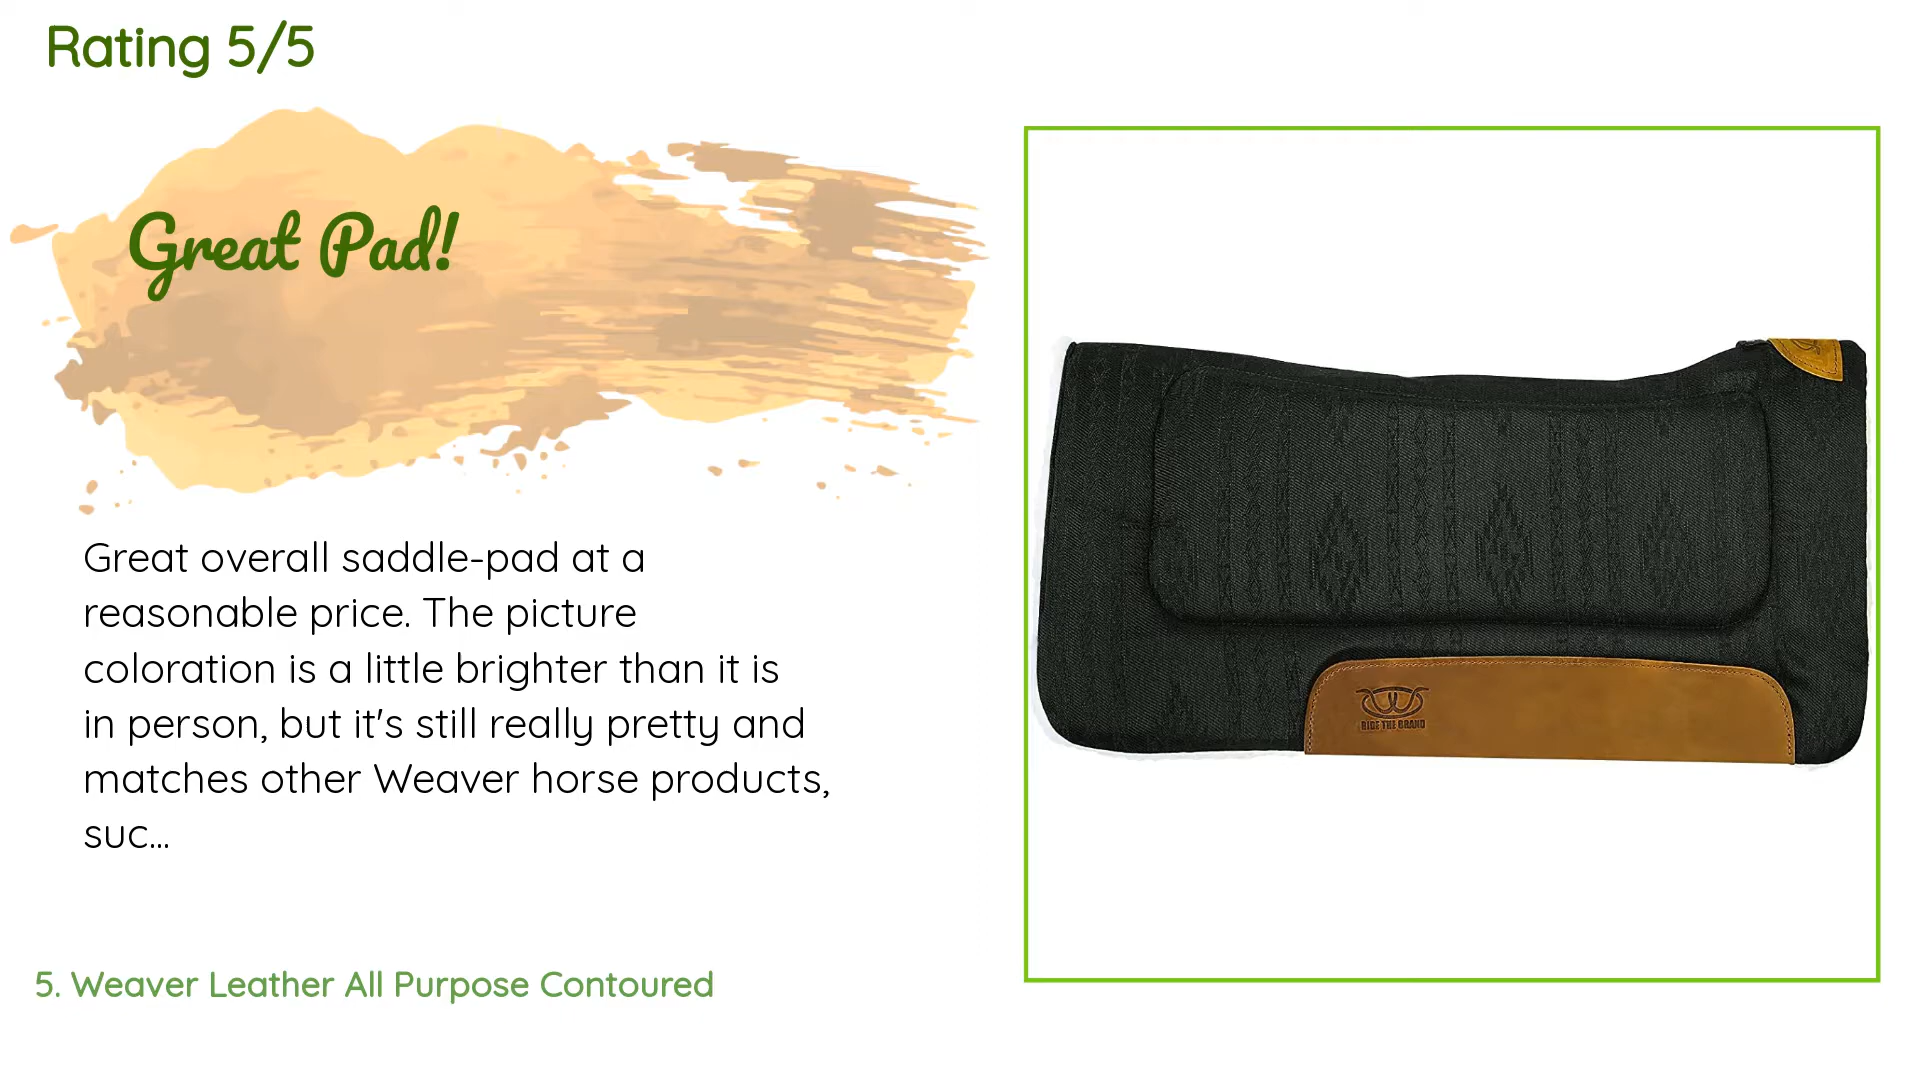 Rating 5/5
Great Pad!
Great overall saddle-pad at a
reasonable price. The picture
coloration is a little brighter than it is
in person, but it's still really pretty and
matches other Weaver horse products,
suc...
RIDE THE BRAND
5. Weaver Leather All Purpose Contoured